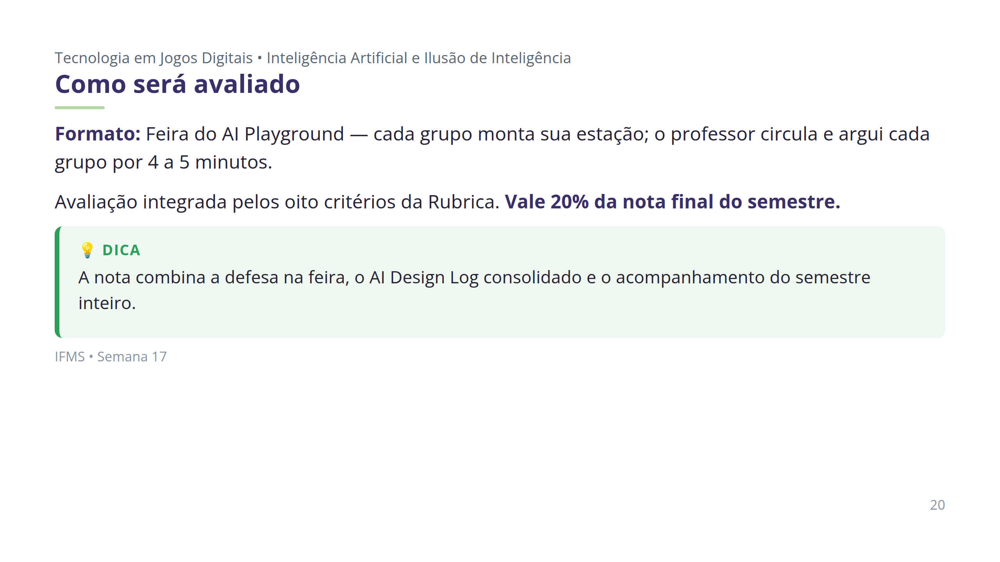 Tecnologia em Jogos Digitais • Inteligência Artificial e Ilusão de Inteligência
Como será avaliado
Formato: Feira do AI Playground — cada grupo monta sua estação; o professor circula e argui cada
grupo por 4 a 5 minutos.
Avaliação integrada pelos oito critérios da Rubrica. Vale 20% da nota final do semestre.
💡 DICA
A nota combina a defesa na feira, o AI Design Log consolidado e o acompanhamento do semestre
inteiro.
IFMS • Semana 17
20